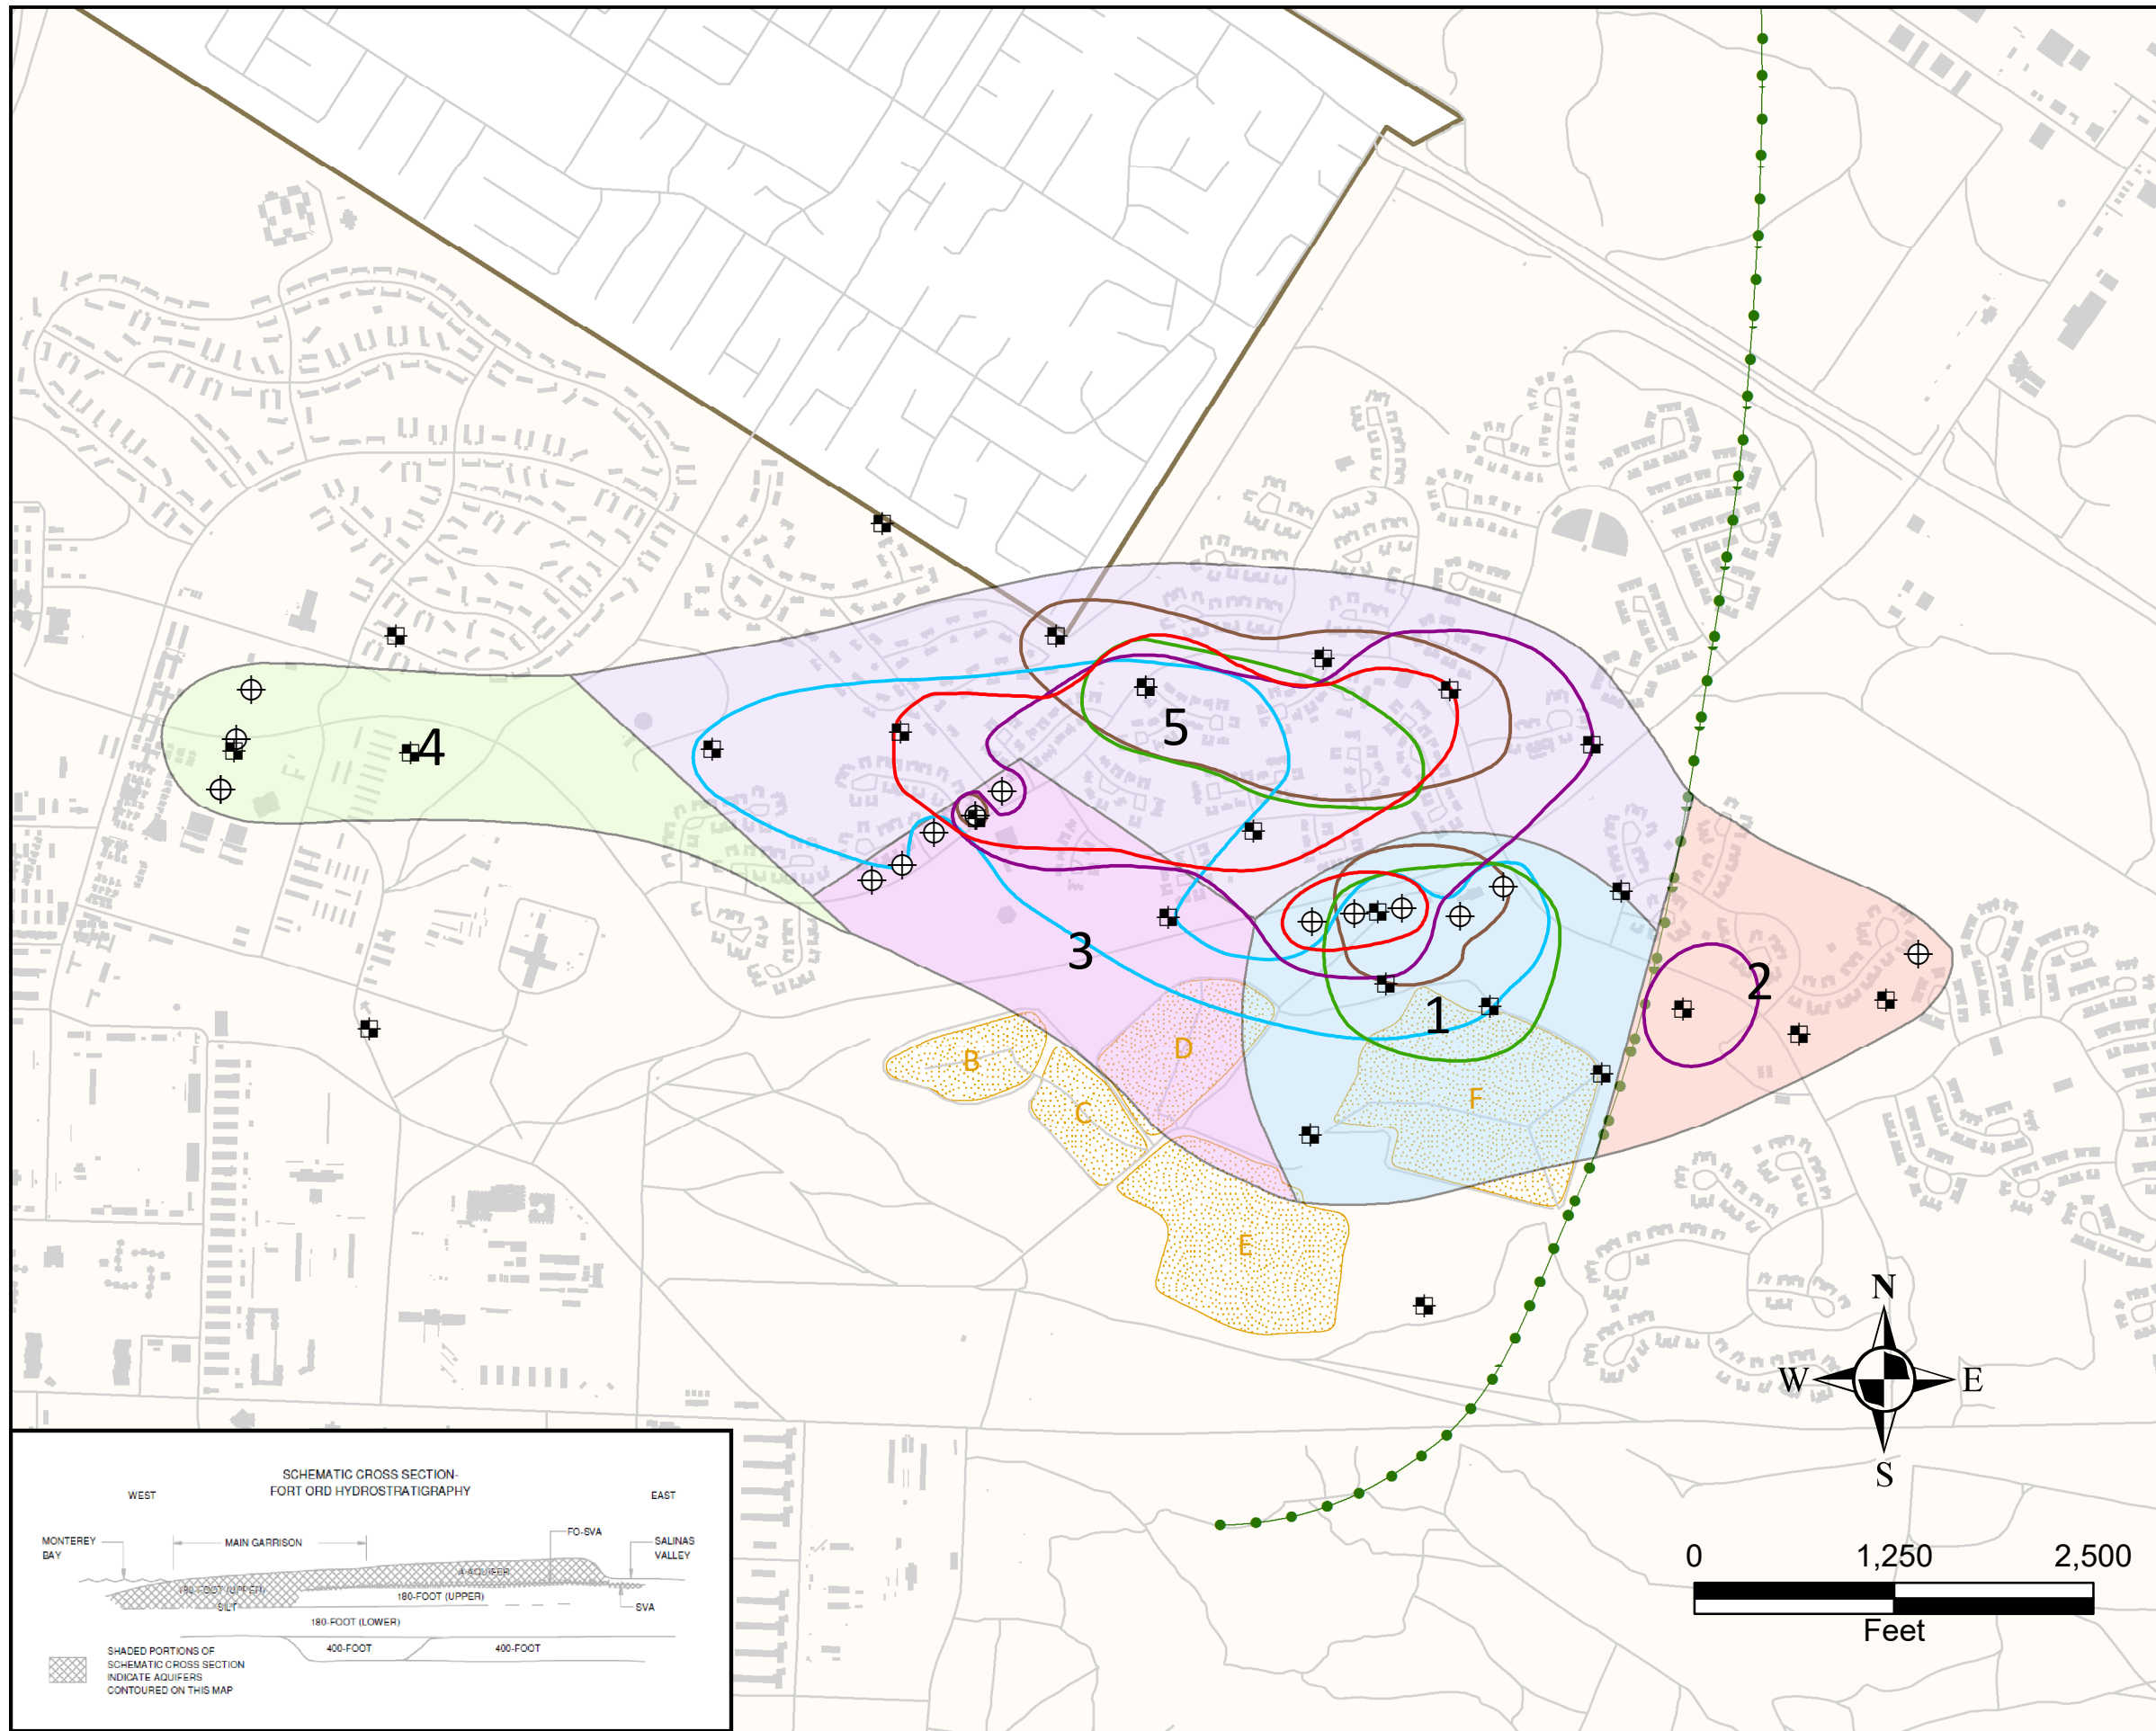 5
4
3
2
1
B
D
C
F
E
N
W
E
S
0 1,250 2,500
Feet
SCHEMATIC CROSS SECTION-
FORT ORD HYDROSTRATIGRAPHY
WEST
EAST
MONTEREY
BAY
MAIN GARRISON
FO-SVA
SALINAS
VALLEY
A-AQUIFER
180-FOOT (UPPER)
180-FOOT (UPPER)
SILT
SVA
180-FOOT (LOWER)
400-FOOT
400-FOOT
SHADED PORTIONS OF
SCHEMATIC CROSS SECTION
INDICATE AQUIFERS
CONTOURED ON THIS MAP